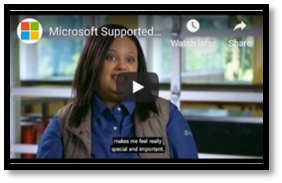 Microsoft Supported...
Watch later
Share
makes me feel really
special and important.